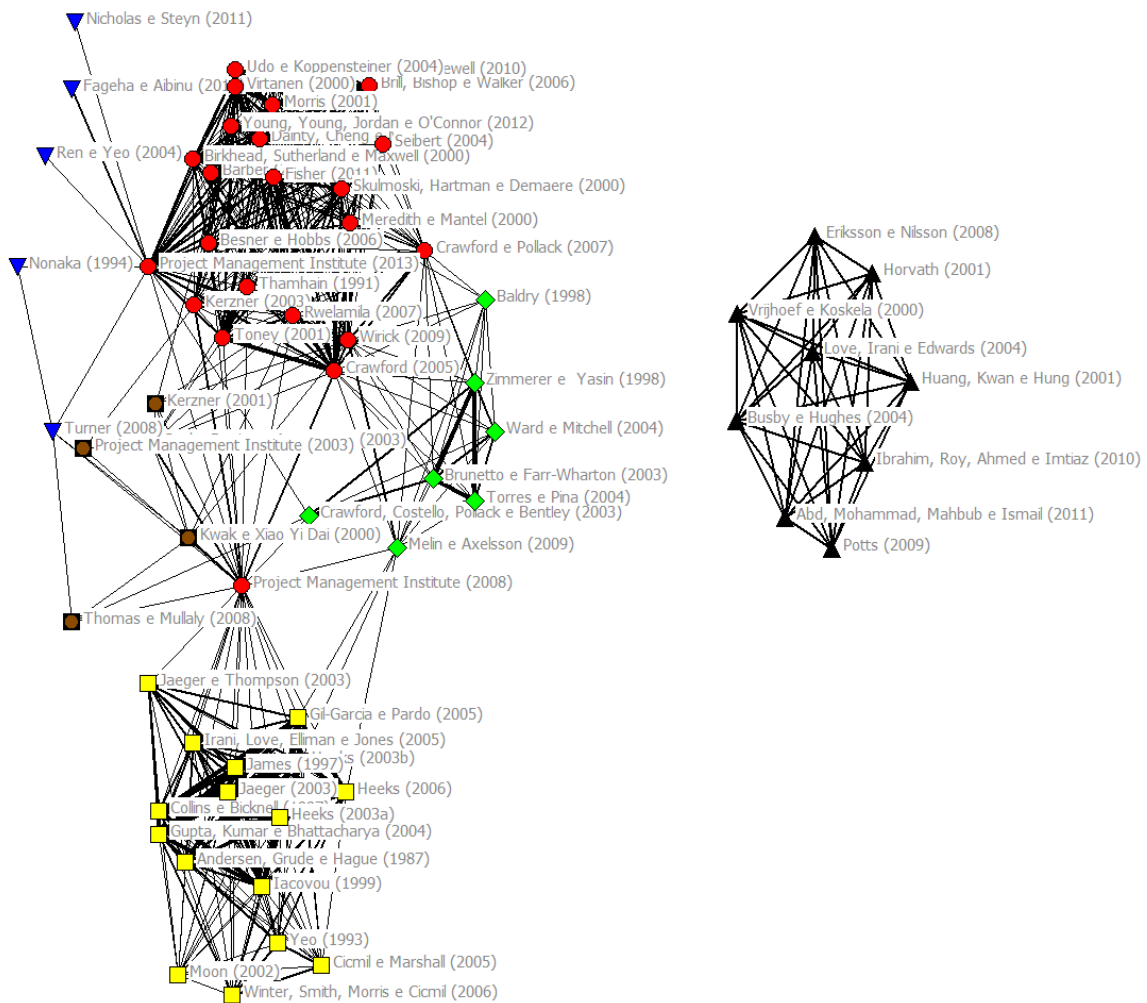 Nicholas e Steyn (2011)
Udo e Koppensteiner (2004)
(2010)
Fageha e Aibinu
Virtanen (2000)
Brill, Bishop e Walker (2006)
Morris (2001)
Young, Young, Jordan e O'Connor (2012)
Dainty, Cheng e
Seibert (2004)
Ren e Yeo (2004)
Birkhead, Sutherland e Maxwell (2000)
Barber
Fisher (2011)
Skulmoski, Hartman e Demaere (2000)
Meredith e Mantel (2000)
Besner e Hobbs (2006)
Crawford e Pollack (2007)
Nonaka (1994)
Project Management Institute (2013)
Thamhain (1991)
Baldry (1998)
Kerzner (2003)
Rwelamila (2007)
Toney (2001)
Wirick (2009)
Crawford (2005)
Zimmerer e Yasin (1998)
Kerzner (2001)
Turner (2008)
Ward e Mitchell (2004)
Project Management Institute (2003)
(2003)
Brunetto e Farr-Wharton (2003)
Torres e Pina (2004)
Crawford, Costello, Pollack e Bentley (2003)
Kwak e Xiao Yi Dai (2000)
Melin e Axelsson (2009)
Project Management Institute (2008)
Thomas e Mullaly (2008)
Jaeger e Thompson (2003)
Gil-Garcia e Pardo (2005)
Irani, Love, Elliman e Jones (2005)
(2003b)
James (1997)
Jaeger (2003)
Heeks (2006)
Collins e Bicknell
Heeks (2003a)
Gupta, Kumar e Bhattacharya (2004)
Andersen, Grude e Hague (1987)
Iacovou (1999)
Yeo (1993)
Cicmil e Marshall (2005)
Moon (2002)
Winter, Smith, Morris e Cicmil (2006)
Eriksson e Nilsson (2008)
Horvath (2001)
Vrijhoef e Koskela (2000)
Love, Irani e Edwards (2004)
Huang, Kwan e Hung (2001)
Busby e Hughes (2004)
Ibrahim, Roy, Ahmed e Imtiaz (2010)
Abd, Mohammad, Mahbub e Ismail (2011)
Potts (2009)